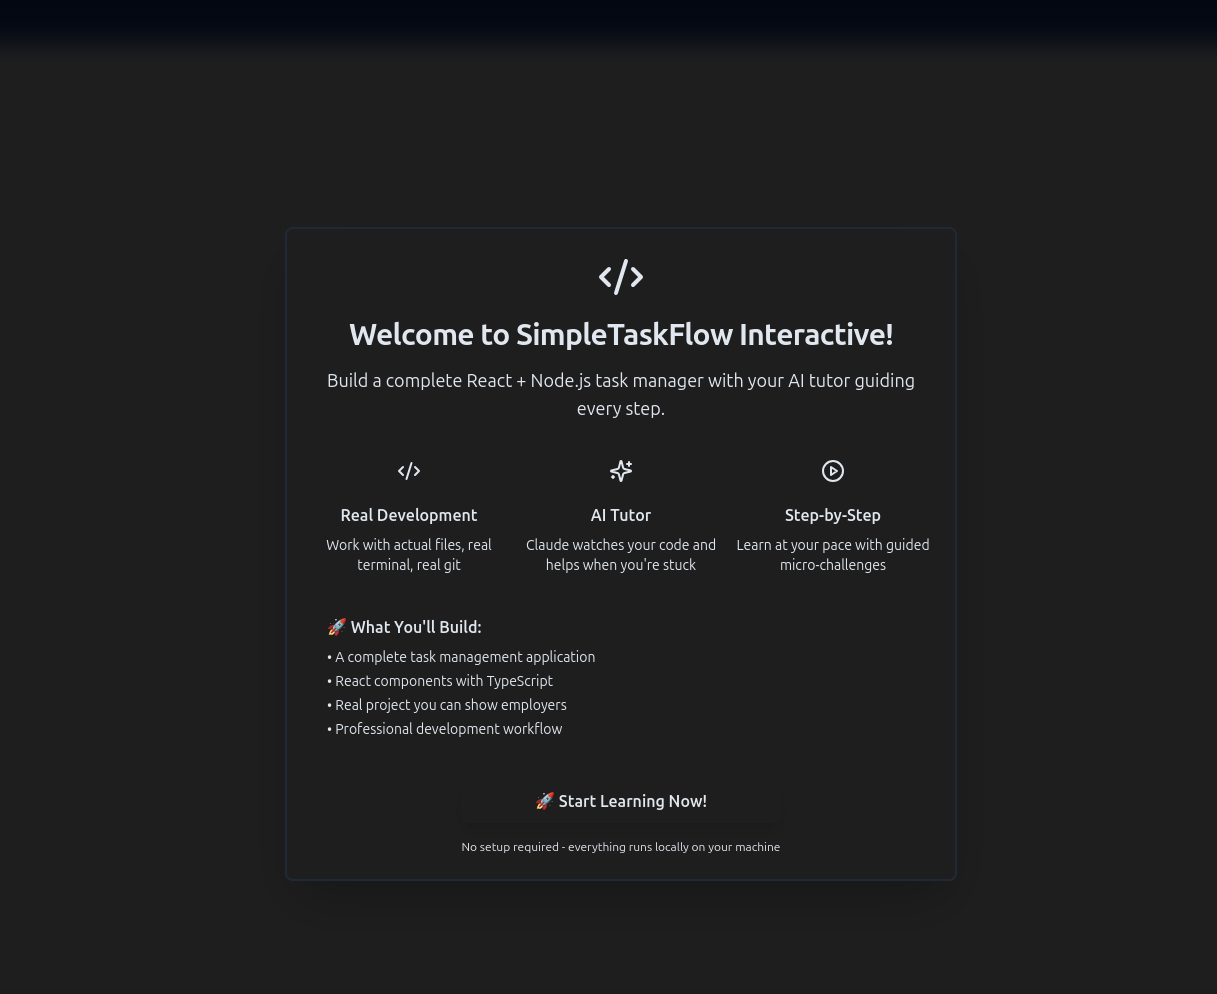 Welcome to SimpleTaskFlow Interactive!
Build a complete React + Node.js task manager with your AI tutor guiding
every step.
Real Development
Work with actual files, real
terminal, real git
AI Tutor
Claude watches your code and
helps when you're stuck
Step-by-Step
Learn at your pace with guided
micro-challenges
🚀 What You'll Build:
• A complete task management application
• React components with TypeScript
• Real project you can show employers
• Professional development workflow
🚀 Start Learning Now!
No setup required - everything runs locally on your machine